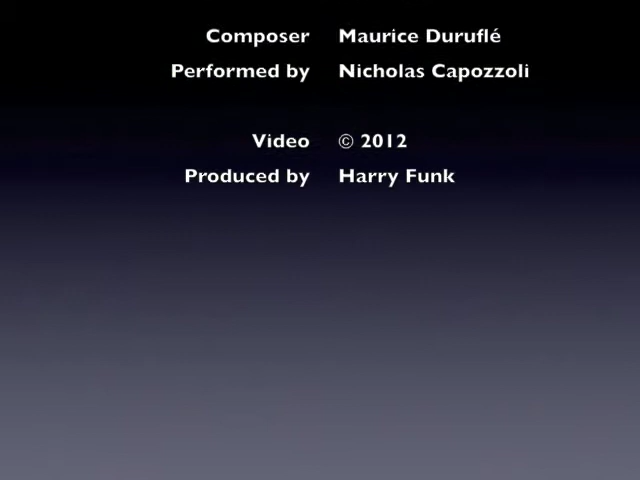 Composer Maurice Duruflé
Performed by Nicholas Capozzoli
Video © 2012
Produced by Harry Funk